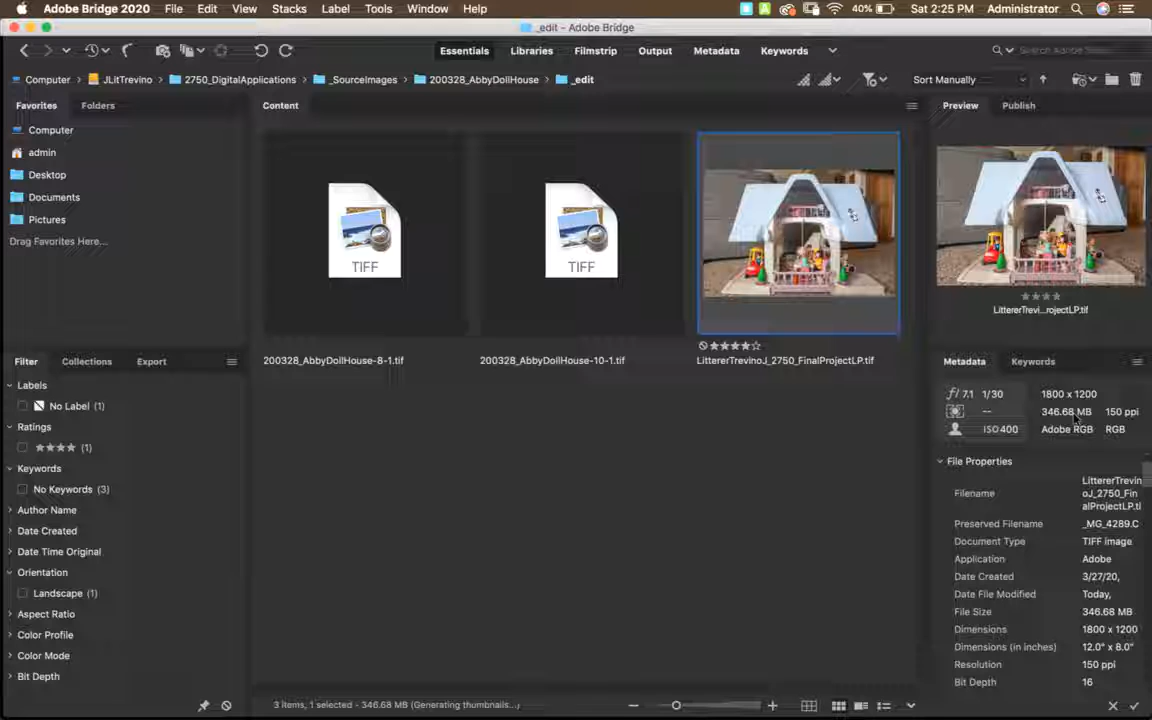 Adobe Bridge 2020 File Edit View Stacks Label Tools Window Help 40% Sat 2:25 PM Administrator
_edit - Adobe Bridge
Essentials Libraries Filmstrip Output Metadata Keywords Search Adobe Stock
Computer JLitTrevino 2750_DigitalApplications _SourceImages 200328_AbbyDollHouse _edit Sort Manually
Favorites Folders Content Preview Publish
Computer
admin
Desktop
Documents
Pictures
Drag Favorites Here...
TIFF TIFF
LittererTrevi...rojectLP.tif
200328_AbbyDollHouse-8-1.tif 200328_AbbyDollHouse-10-1.tif LittererTrevinoJ_2750_FinalProjectLP.tif
Filter Collections Export Metadata Keywords
Labels
No Label (1)
Ratings
(1)
Keywords
No Keywords (3)
Author Name
Date Created
Date Time Original
Orientation
Landscape (1)
Aspect Ratio
Color Profile
Color Mode
Bit Depth
f/ 7.1 1/30 1800 x 1200
-- 346.68 MB 150 ppi
ISO400 Adobe RGB RGB
File Properties
Filename LittererTrevin
oJ_2750_Fin
alProjectLP.ti
Preserved Filename _MG_4289.C
Document Type TIFF image
Application Adobe
Date Created 3/27/20,
Date File Modified Today,
File Size 346.68 MB
Dimensions 1800 x 1200
Dimensions (in inches) 12.0" x 8.0"
Resolution 150 ppi
Bit Depth 16
3 items, 1 selected - 346.68 MB (Generating thumbnails...